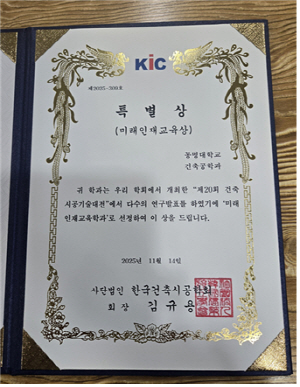 KIC
제2025-200호
특별상
(미래인재교육상)
동명대학교
건축공학과
귀 학과는 우리 학회에서 개최한 "제20회 건축
시공기술대전"에서 다수의 연구발표를 하였기에 "미래
인재교육학과"로 선정하여 이 상을 드립니다.
2025년 11월 14일
사단법인 한국건축시공학회
회장 김규용